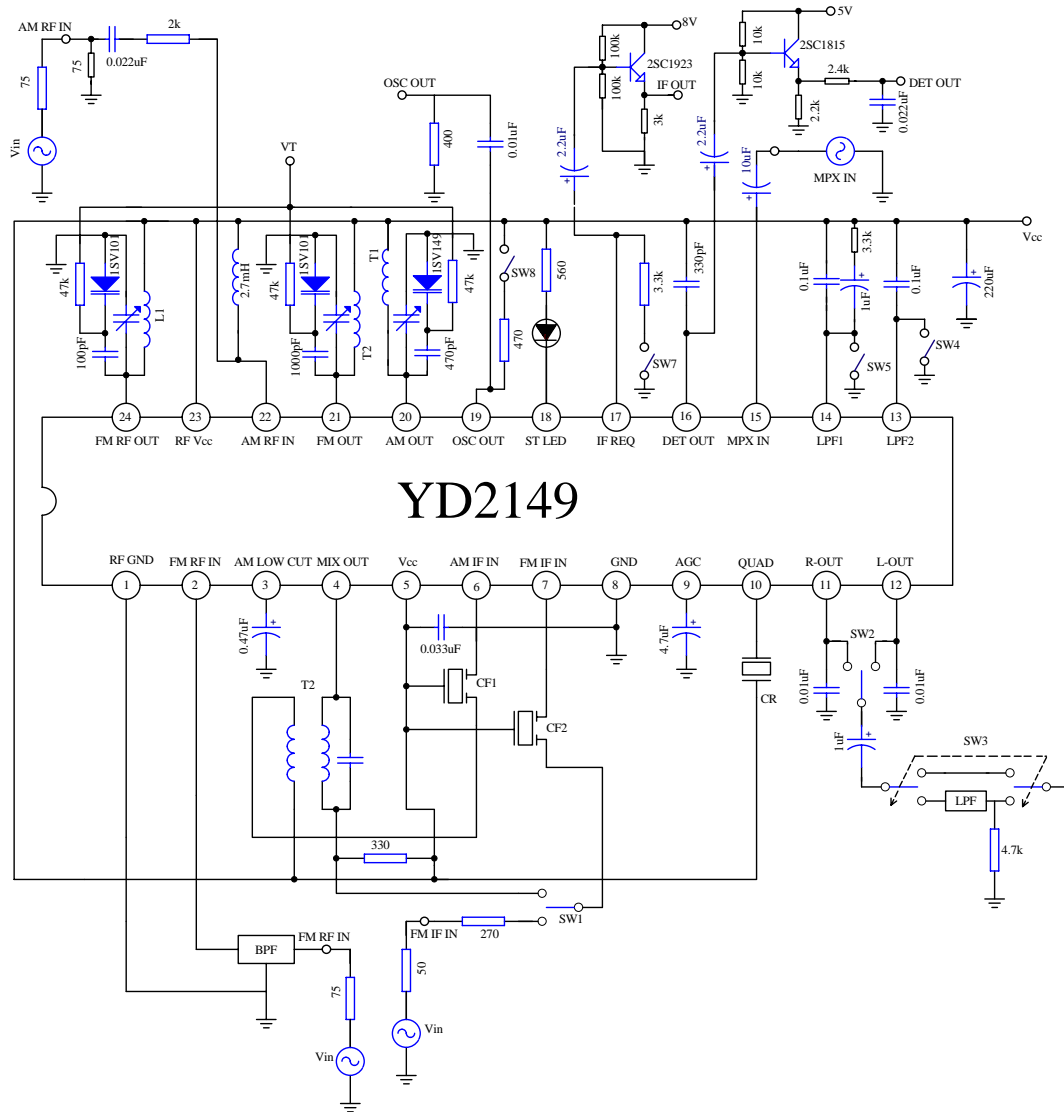 AM RF IN
2k
0.022uF
75
75
Vin
OSC OUT
400
0.01uF
VT
8V
100k
100k
2SC1923
IF OUT
3k
2.2uF
5V
10k
10k
2SC1815
2.4k
DET OUT
2.2k
0.022uF
2.2uF
10uF
MPX IN
Vcc
47k
1SV101
100pF
L1
2.7mH
47k
1SV101
1000pF
T2
T1
1SV149
47k
470pF
SW8
470
560
3.3k
SW7
330pF
0.1uF
3.3k
1uF
SW5
0.1uF
SW4
220uF
24 23 22 21 20 19 18 17 16 15 14 13
FM RF OUT RF Vcc AM RF IN FM OUT AM OUT OSC OUT ST LED IF REQ DET OUT MPX IN LPF1 LPF2
YD2149
RF GND FM RF IN AM LOW CUT MIX OUT Vcc AM IF IN FM IF IN GND AGC QUAD R-OUT L-OUT
1 2 3 4 5 6 7 8 9 10 11 12
0.47uF
0.033uF
4.7uF
T2
CF1
CF2
CR
SW2
0.01uF
0.01uF
1uF
SW3
LPF
4.7k
330
SW1
FM IF IN
270
50
Vin
BPF
FM RF IN
75
Vin